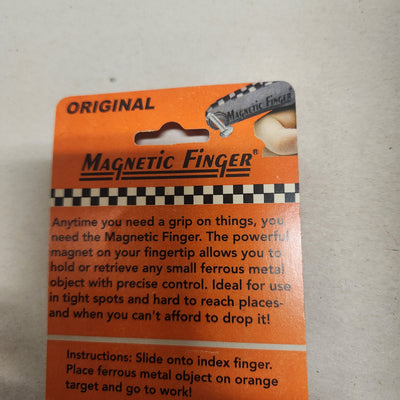 ORIGINAL
MAGNETIC FINGER
MAGNETIC FINGER®
Anytime you need a grip on things, you
need the Magnetic Finger. The powerful
magnet on your fingertip allows you to
hold or retrieve any small ferrous metal
object with precise control. Ideal for use
in tight spots and hard to reach places-
and when you can't afford to drop it!
Instructions: Slide onto index finger.
Place ferrous metal object on orange
target and go to work!